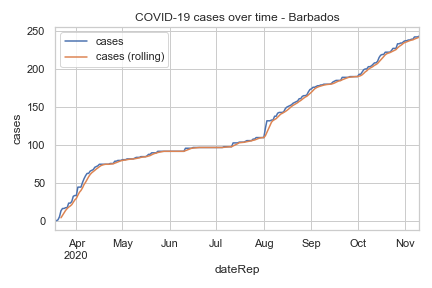 COVID-19 cases over time - Barbados
cases
cases (rolling)
250
200
150
100
50
0
cases
Apr May Jun Jul Aug Sep Oct Nov
2020
dateRep